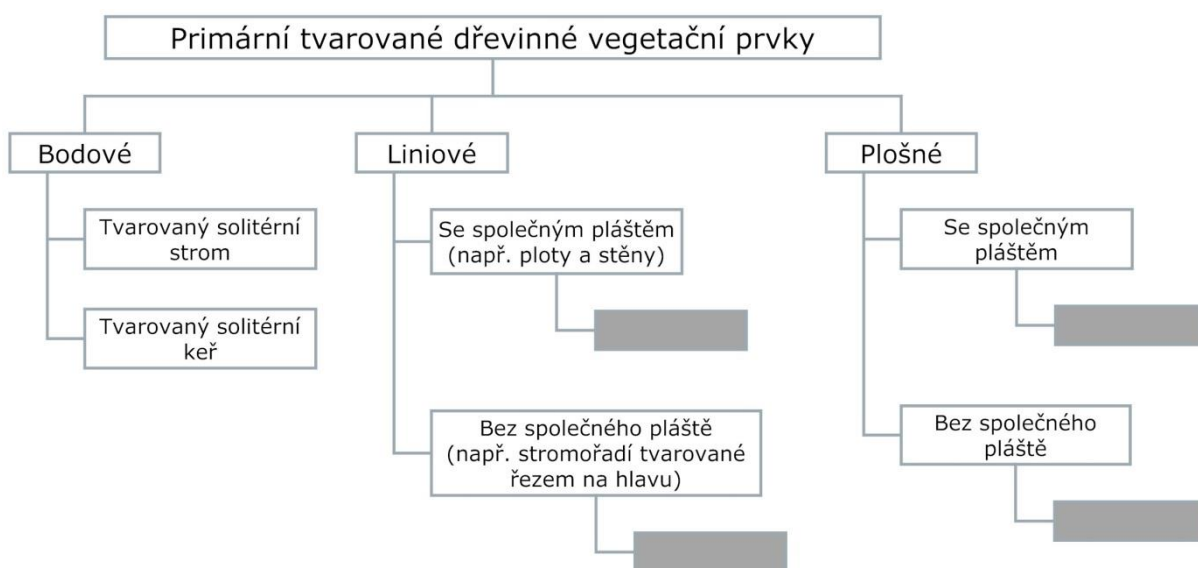 Primární tvarované dřevinné vegetační prvky
Bodové
Liniové
Plošné
Tvarovaný solitérní
strom
Tvarovaný solitérní
keř
Se společným pláštěm
(např. ploty a stěny)
Bez společného pláště
(např. stromořadí tvarované
řezem na hlavu)
Se společným
pláštěm
Bez společného
pláště